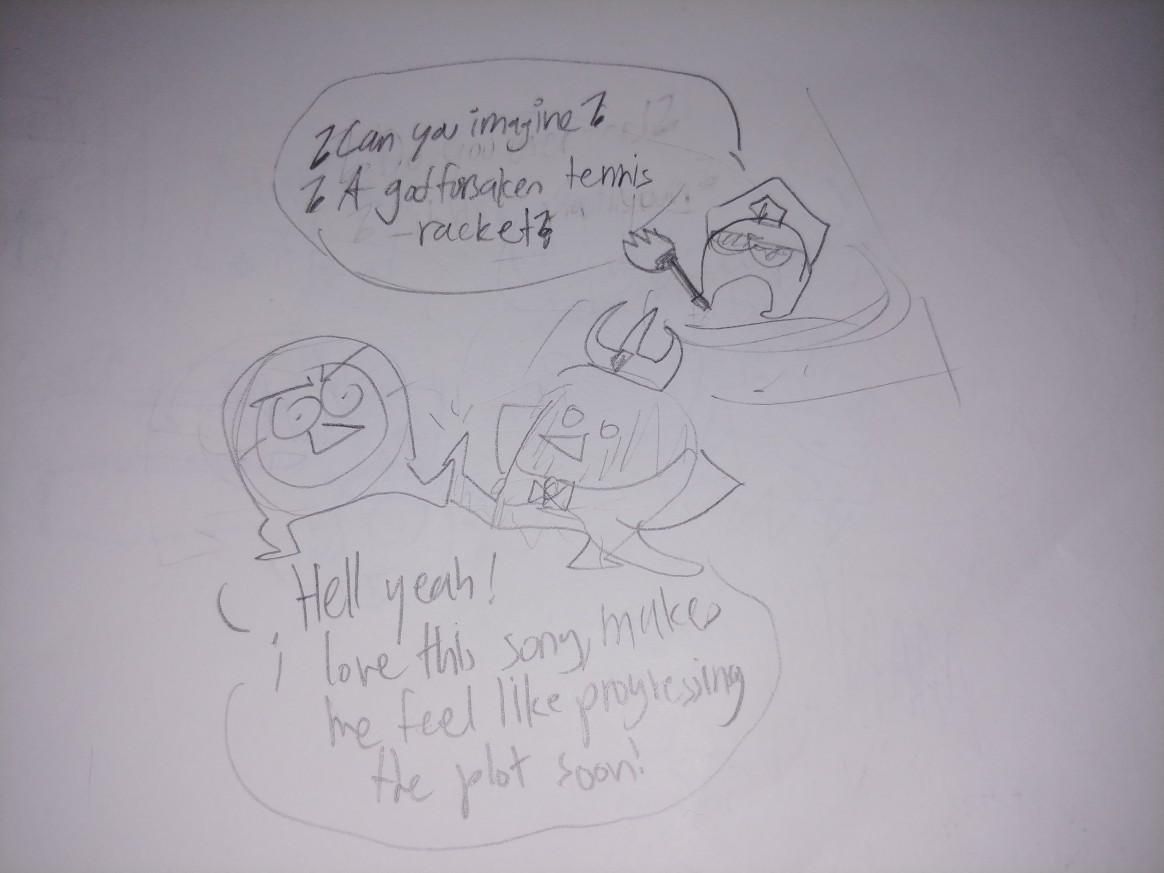 Can you imagine
A godforsaken tennis
racket
Hell yeah!
i love this song, makes
me feel like progressing
the plot soon!